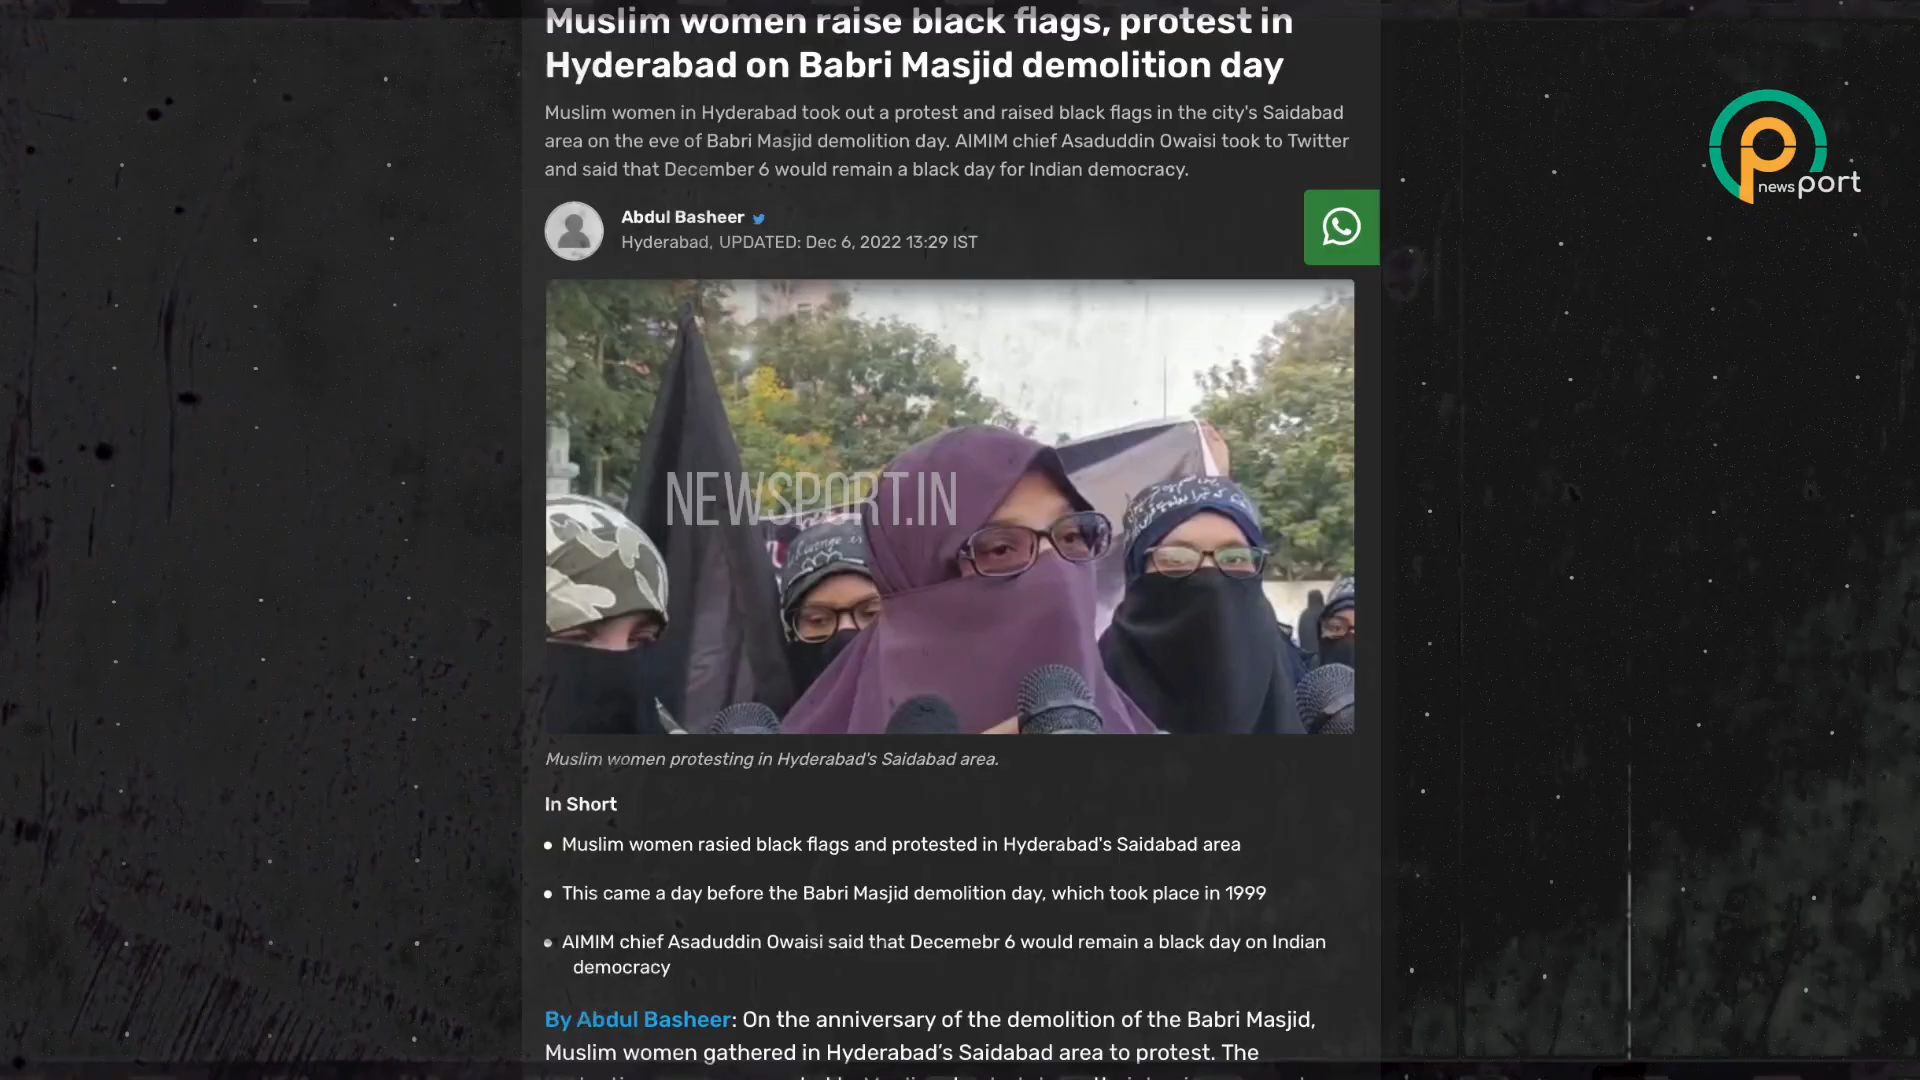 Muslim women raise black flags, protest in
Hyderabad on Babri Masjid demolition day
Muslim women in Hyderabad took out a protest and raised black flags in the city's Saidabad
area on the eve of Babri Masjid demolition day. AIMIM chief Asaduddin Owaisi took to Twitter
and said that December 6 would remain a black day for Indian democracy.
news port
Abdul Basheer
Hyderabad, UPDATED: Dec 6, 2022 13:29 IST
NEWSPORT.IN
Muslim women protesting in Hyderabad's Saidabad area.
In Short
Muslim women rasied black flags and protested in Hyderabad's Saidabad area
This came a day before the Babri Masjid demolition day, which took place in 1999
AIMIM chief Asaduddin Owaisi said that Decemebr 6 would remain a black day on Indian
democracy
By Abdul Basheer: On the anniversary of the demolition of the Babri Masjid,
Muslim women gathered in Hyderabad’s Saidabad area to protest. The